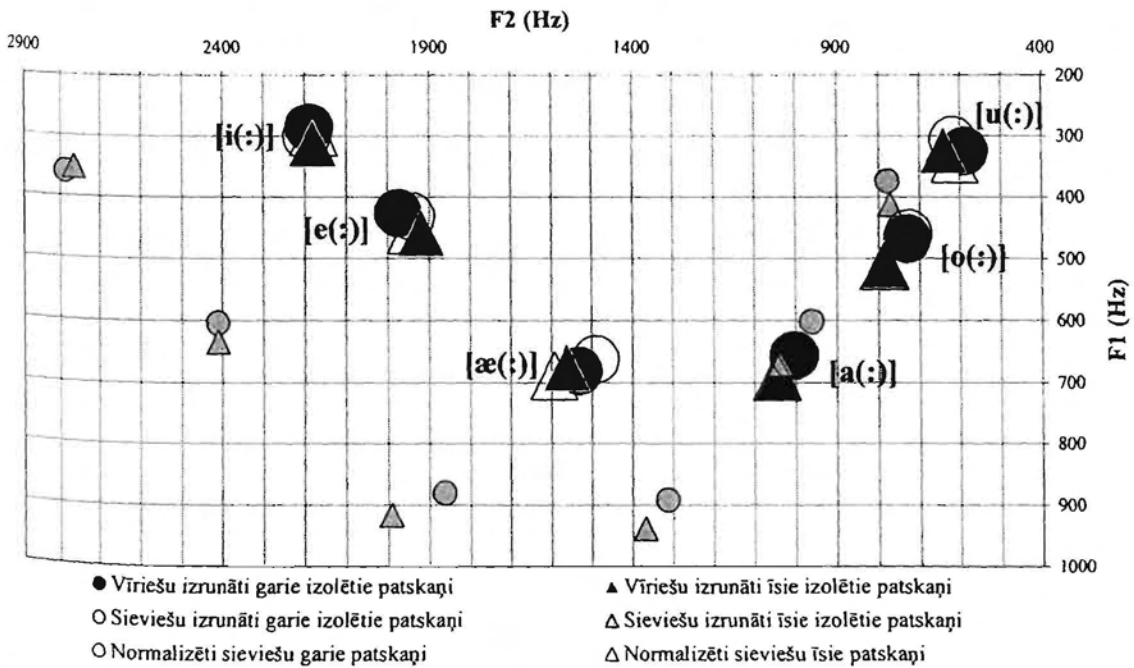 F2 (Hz)
2900 2400 1900 1400 900 400
200
[i(:)] [u(:)]
300
400
[e(:)] [o(:)]
500
600
[æ(:)] [a(:)]
700
800
900
1000
F1 (Hz)
● Vīriešu izrunāti garie izolētie patskaņi ▲ Vīriešu izrunāti īsie izolētie patskaņi
○ Sieviešu izrunāti garie izolētie patskaņi △ Sieviešu izrunāti īsie izolētie patskaņi
○ Normalizēti sieviešu garie patskaņi △ Normalizēti sieviešu īsie patskaņi